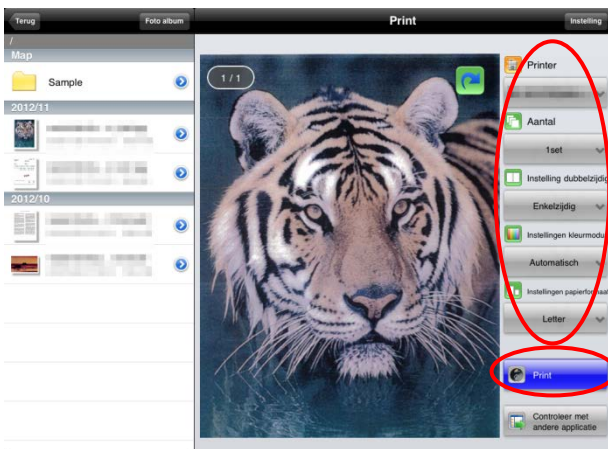 Terug
Foto album
Print
Instelling
/
Map
Sample
2012/11
2012/10
1/1
Printer
Aantal
1set
Instelling dubbelzijdig
Enkelzijdig
Instellingen kleurmodu
Automatisch
Instellingen papierformaat
Letter
Print
Controleer met
andere applicatie